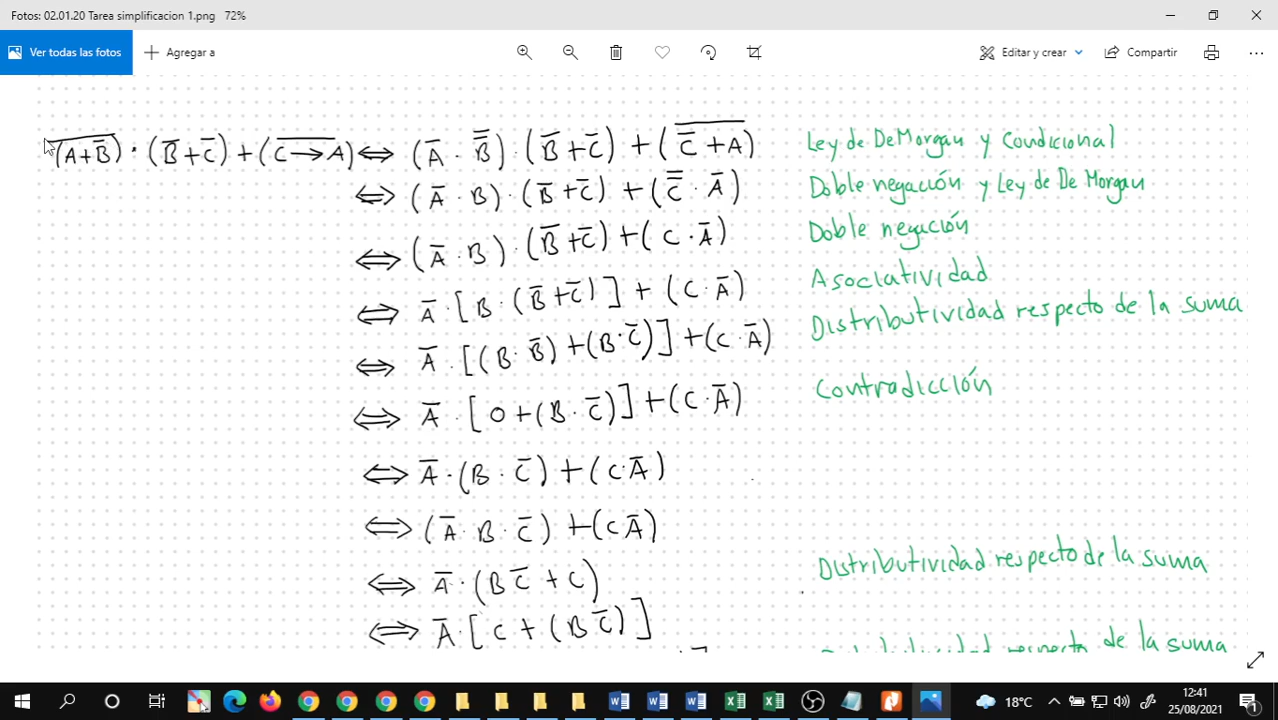 Fotos: 02.01.20 Tarea simplificacion 1.png   72%
Ver todas las fotos
Agregar a
Editar y crear
Compartir
(A̅+̅B̅̅) · (B̅+C̅) + (C̅→̅A̅) ⟺ (A̅ · B̿) · (B̅+C̅) + (C̅̅ ̅+̅A̅) Ley de DeMorgan y Condicional
⟺ (A̅ · B) · (B̅+C̅) + (C̿ · A̅) Doble negación y Ley de De Morgan
⟺ (A̅ · B) · (B̅+C̅) + (C · A̅) Doble negación
⟺ A̅ · [B · (B̅+C̅)] + (C · A̅) Asociatividad
⟺ A̅ · [(B · B̅) + (B · C̅)] + (C · A̅) Distributividad respecto de la suma
⟺ A̅ · [0 + (B · C̅)] + (C · A̅) Contradicción
⟺ A̅ · (B · C̅) + (C · A̅)
⟺ (A̅ · B · C̅) + (C A̅)
⟺ A̅ · (B C̅ + C) Distributividad respecto de la suma
⟺ A̅ · [C + (B C̅)]
respecto de la suma
18°C
12:41
25/08/2021
1